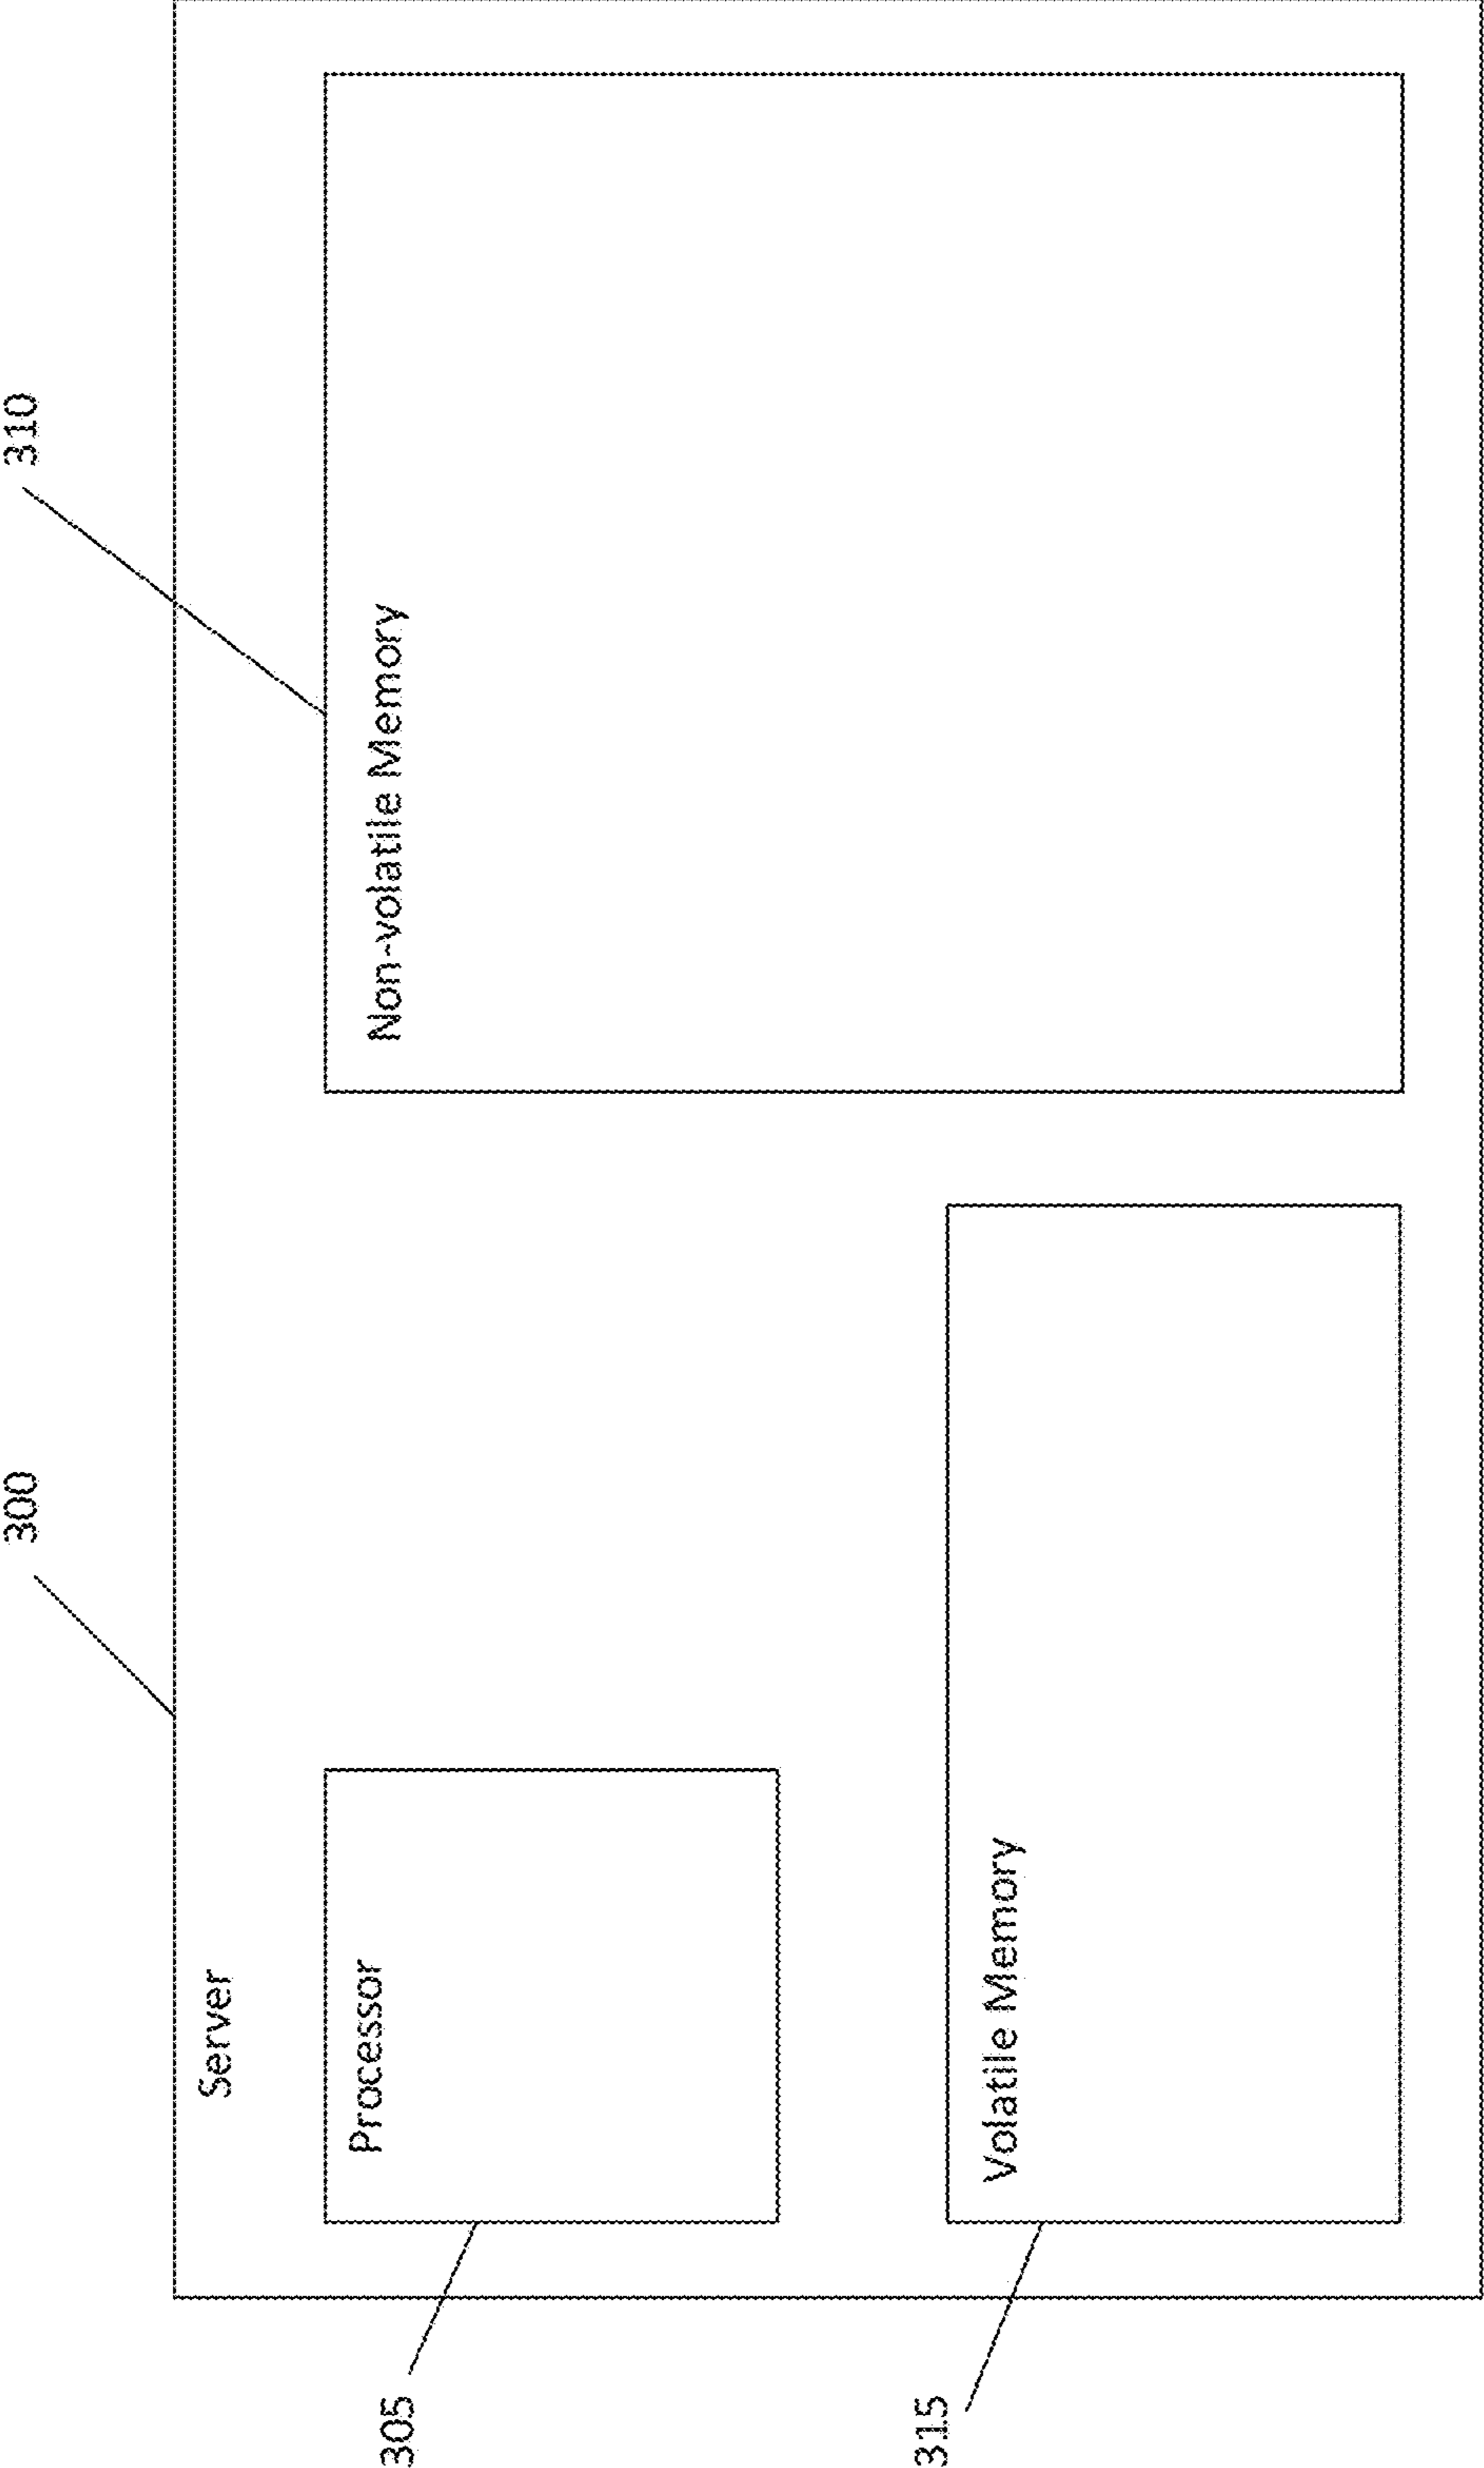 300
310
Server
305
Processor
Non-volatile Memory
315
Volatile Memory